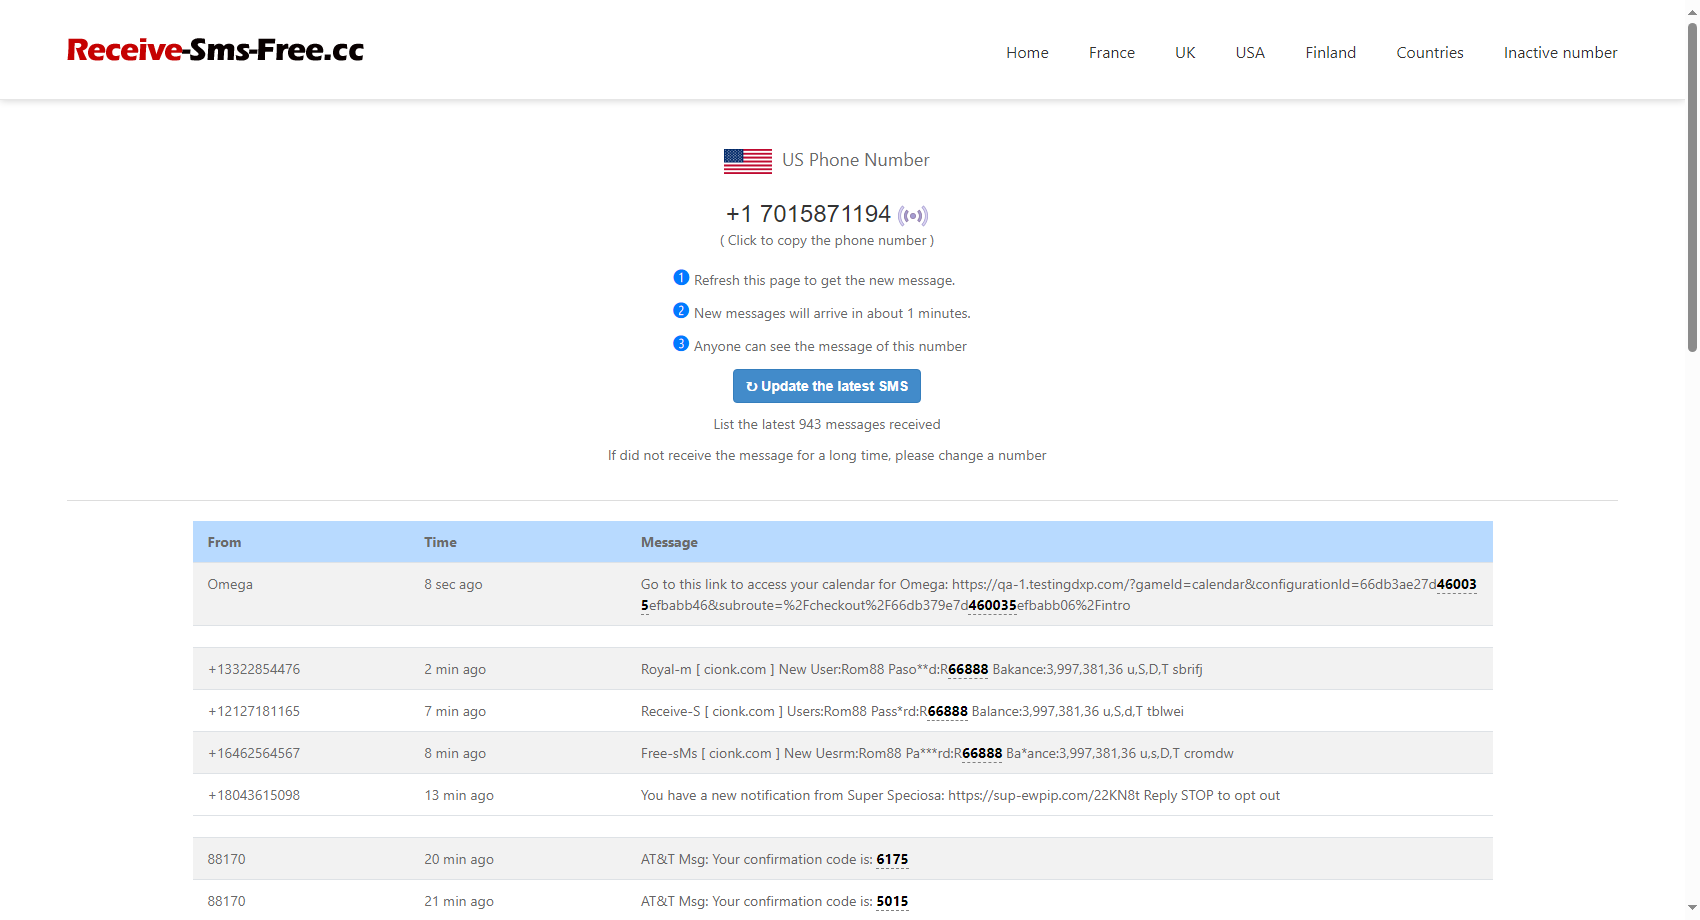 Receive-Sms-Free.cc
Home France UK USA Finland Countries Inactive number
US Phone Number
+1 7015871194
( Click to copy the phone number )
1 Refresh this page to get the new message.
2 New messages will arrive in about 1 minutes.
3 Anyone can see the message of this number
↻ Update the latest SMS
List the latest 943 messages received
If did not receive the message for a long time, please change a number
From Time Message
Omega 8 sec ago Go to this link to access your calendar for Omega: https://qa-1.testingdxp.com/?gameId=calendar&configurationId=66db3ae27d46003
5efbabb46&subroute=%2Fcheckout%2F66db379e7d460035efbabb06%2Fintro
+13322854476 2 min ago Royal-m [ cionk.com ] New User:Rom88 Paso**d:R66888 Bakance:3,997,381,36 u,S,D,T sbrifj
+12127181165 7 min ago Receive-S [ cionk.com ] Users:Rom88 Pass*rd:R66888 Balance:3,997,381,36 u,S,d,T tblwei
+16462564567 8 min ago Free-sMs [ cionk.com ] New Uesrm:Rom88 Pa***rd:R66888 Ba*ance:3,997,381,36 u,s,D,T cromdw
+18043615098 13 min ago You have a new notification from Super Speciosa: https://sup-ewpip.com/22KN8t Reply STOP to opt out
88170 20 min ago AT&T Msg: Your confirmation code is: 6175
88170 21 min ago AT&T Msg: Your confirmation code is: 5015